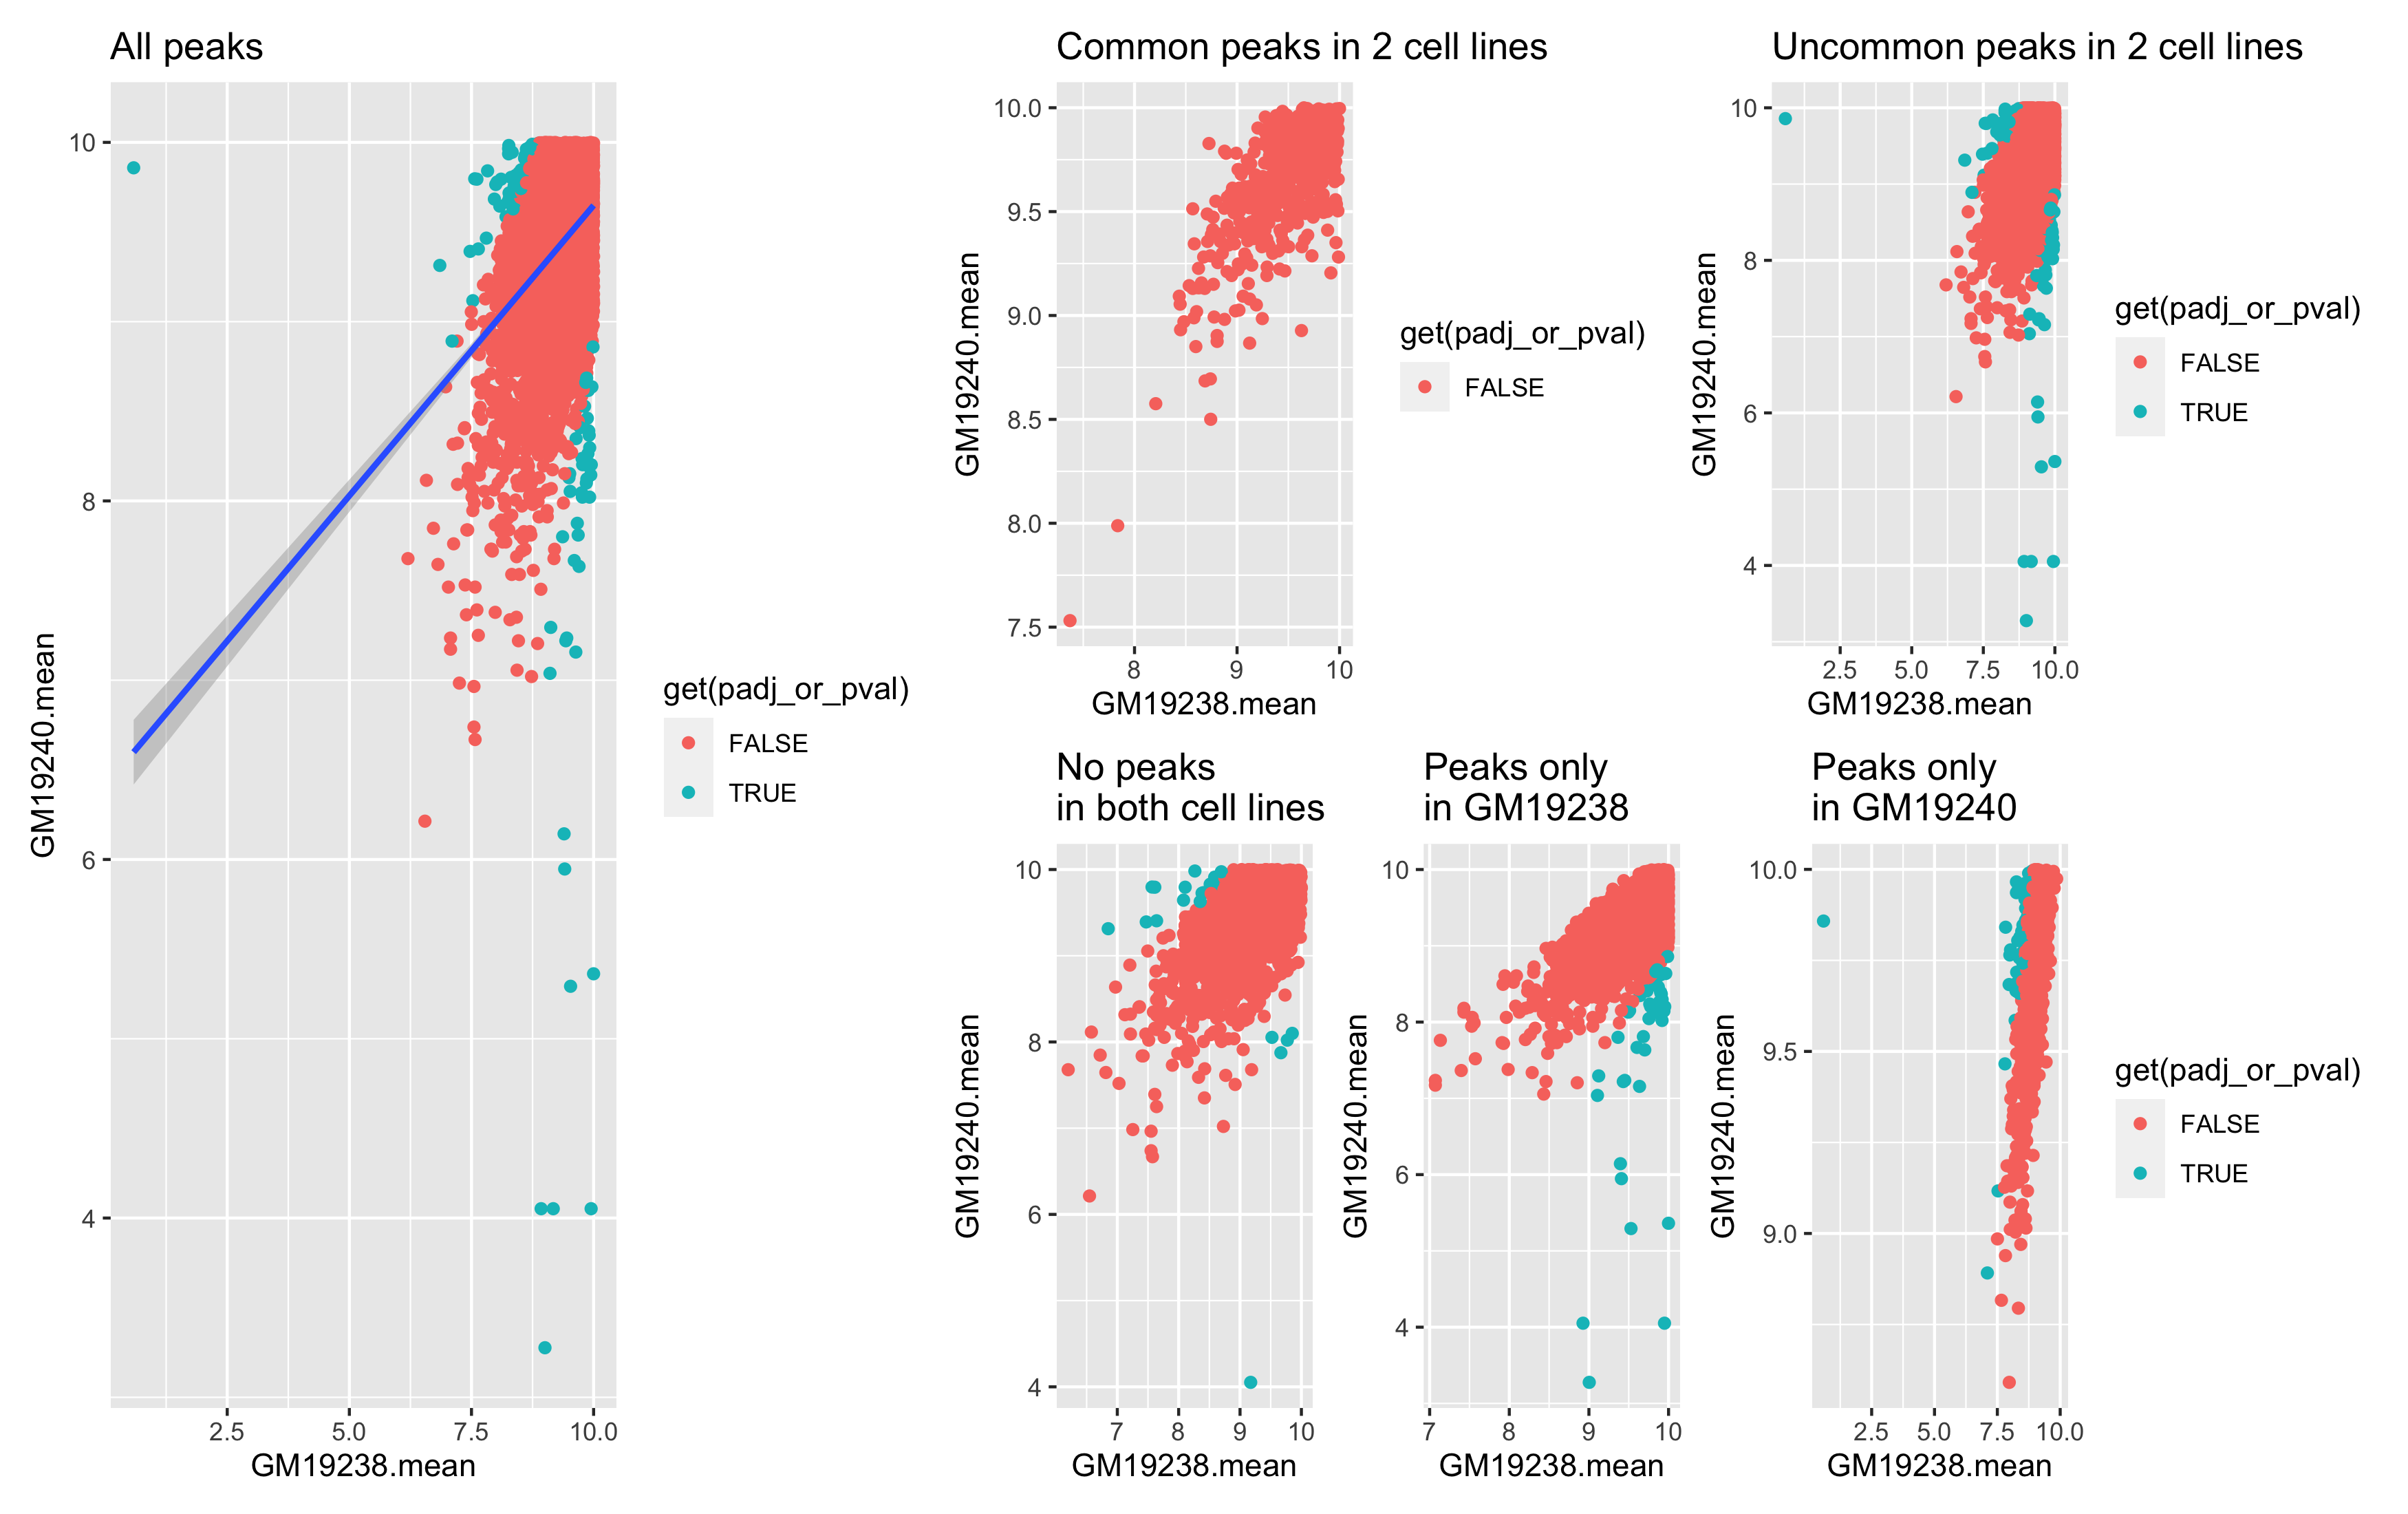 All peaks
10
8
6
4
2.5 5.0 7.5 10.0
GM19238.mean
GM19240.mean
get(padj_or_pval)
FALSE
TRUE
Common peaks in 2 cell lines
10.0
9.5
9.0
8.5
8.0
7.5
8 9 10
GM19238.mean
GM19240.mean
get(padj_or_pval)
FALSE
Uncommon peaks in 2 cell lines
10
8
6
4
2.5 5.0 7.5 10.0
GM19238.mean
GM19240.mean
get(padj_or_pval)
FALSE
TRUE
No peaks
in both cell lines
10
8
6
4
7 8 9 10
GM19238.mean
GM19240.mean
Peaks only
in GM19238
10
8
6
4
7 8 9 10
GM19238.mean
GM19240.mean
Peaks only
in GM19240
10.0
9.5
9.0
2.5 5.0 7.5 10.0
GM19238.mean
GM19240.mean
get(padj_or_pval)
FALSE
TRUE